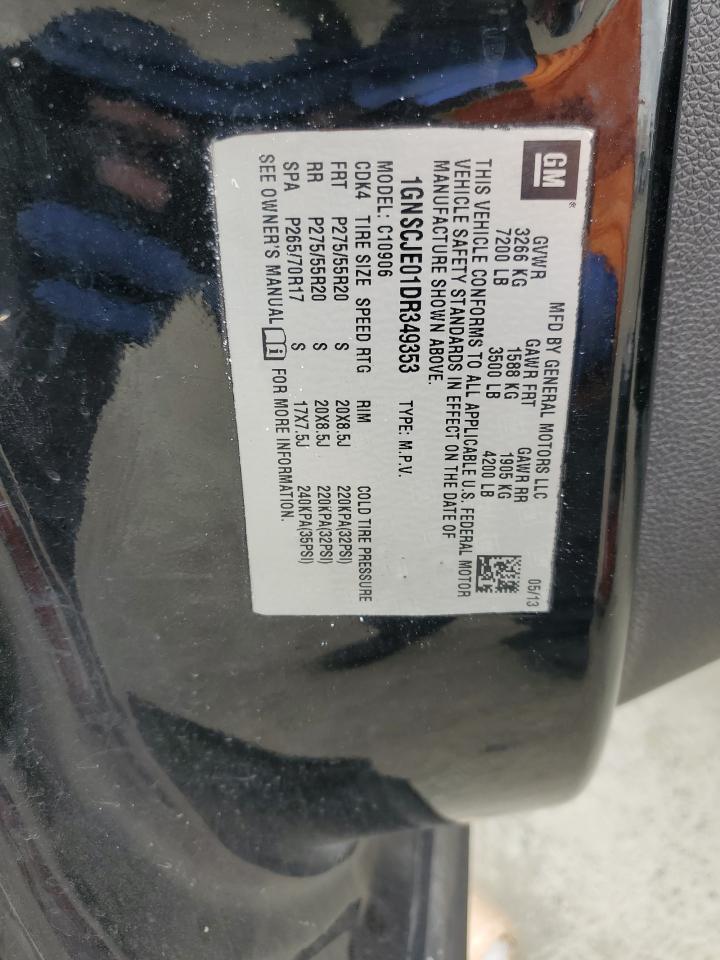 GM
MFD BY GENERAL MOTORS LLC 05/13
GVWR GAWR FRT GAWR RR
3266 KG 1588 KG 1905 KG
7200 LB 3500 LB 4200 LB
THIS VEHICLE CONFORMS TO ALL APPLICABLE U.S. FEDERAL MOTOR
VEHICLE SAFETY STANDARDS IN EFFECT ON THE DATE OF
MANUFACTURE SHOWN ABOVE.
1GNSCJE01DR349353 TYPE: M.P.V.
MODEL: C10906
CDK4 TIRE SIZE SPEED RTG RIM COLD TIRE PRESSURE
FRT P275/55R20 S 20X8.5J 220KPA(32PSI)
RR P275/55R20 S 20X8.5J 220KPA(32PSI)
SPA P265/70R17 S 17X7.5J 240KPA(35PSI)
SEE OWNER'S MANUAL FOR MORE INFORMATION.